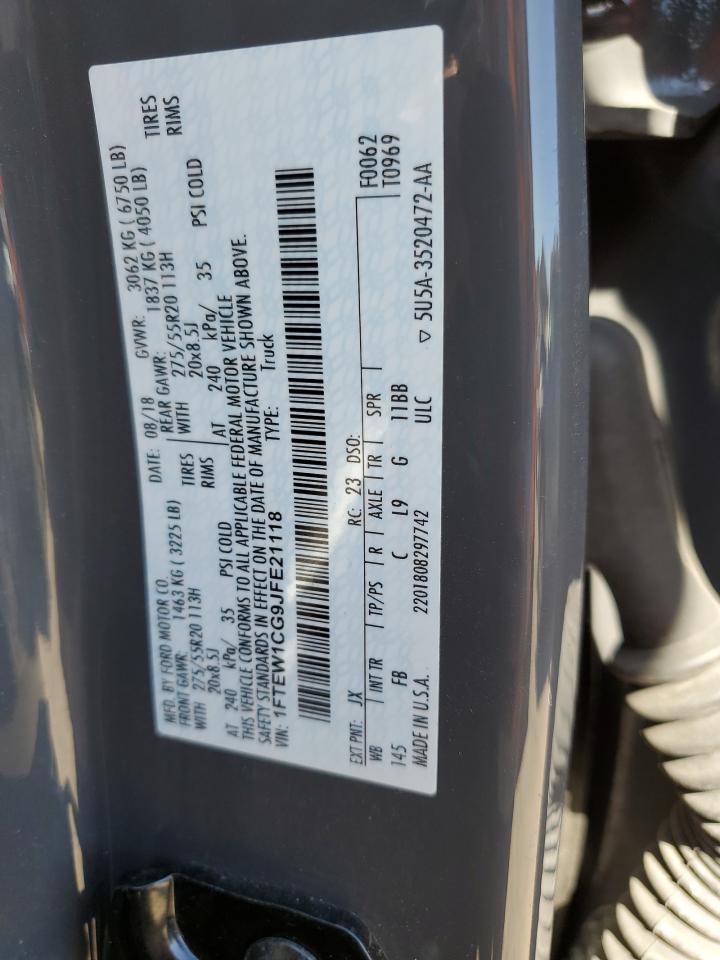 MFD. BY FORD MOTOR CO.
DATE: 08/18 GVWR: 3062 KG ( 6750 LB)
FRONT GAWR: 1463 KG ( 3225 LB) REAR GAWR: 1837 KG ( 4050 LB)
WITH 275/55R20 113H TIRES WITH 275/55R20 113H TIRES
20x8.5J RIMS 20x8.5J RIMS
AT 240 kPa/ 35 PSI COLD AT 240 kPa/ 35 PSI COLD
THIS VEHICLE CONFORMS TO ALL APPLICABLE FEDERAL MOTOR VEHICLE
SAFETY STANDARDS IN EFFECT ON THE DATE OF MANUFACTURE SHOWN ABOVE.
VIN: 1FTEW1CG9JFE21118 TYPE: Truck
EXT PNT: JX RC: 23 DSO: F0062
WB INT TR TP/PS R AXLE TR SPR T0969
145 FB C L9 G 11BB
MADE IN U.S.A. 2201808297742 ULC ▽ 5U5A-3520472-AA